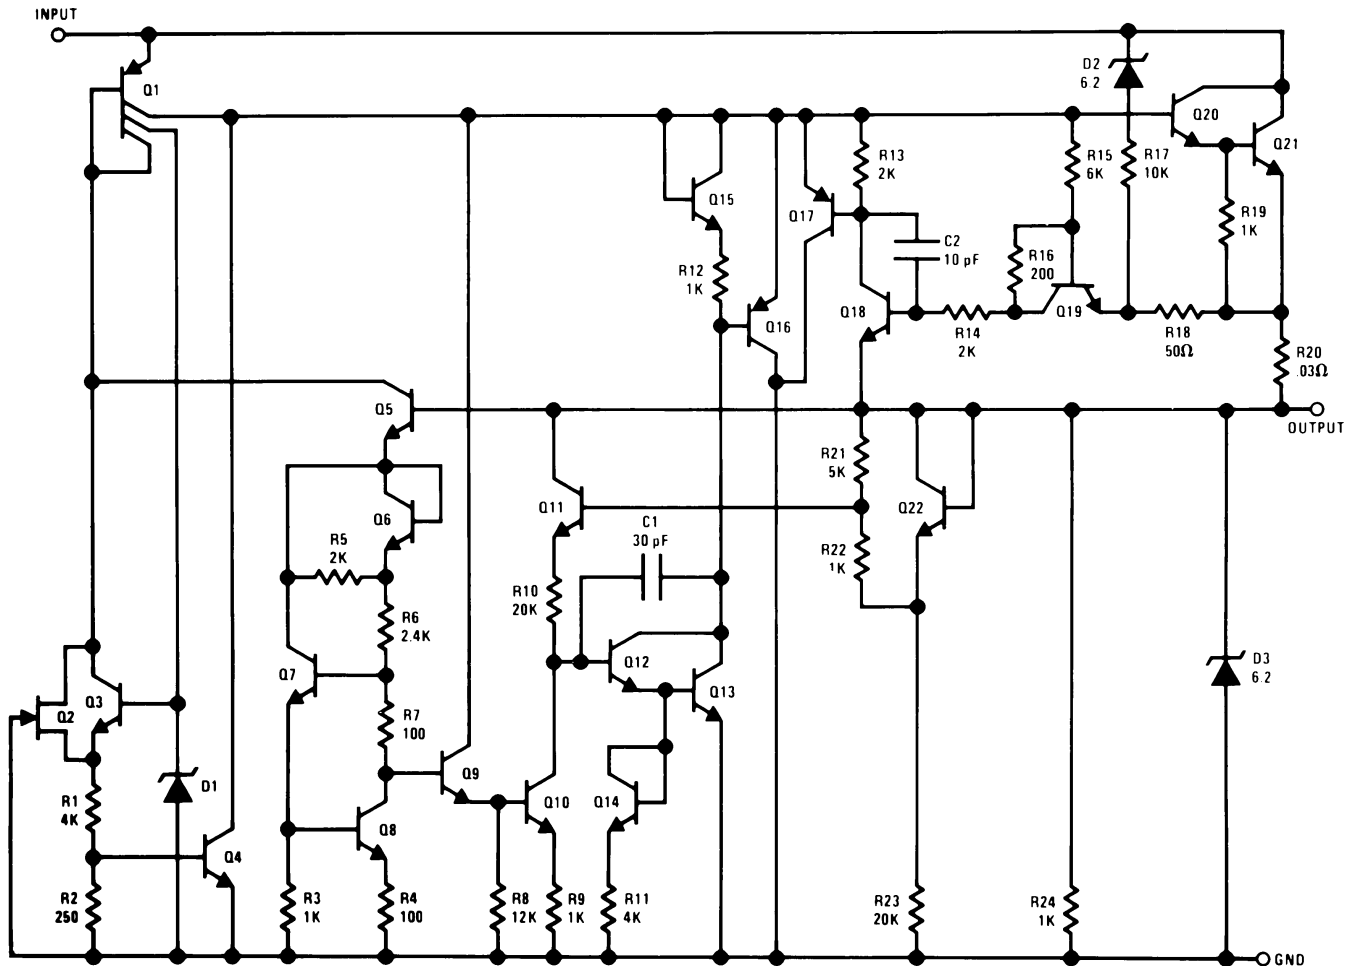 INPUT
Q1
D2
6.2
Q20
Q21
R13
2K
R15
6K
R17
10K
Q15
Q17
R19
1K
C2
10 pF
R16
200
R12
1K
Q16
Q18
R14
2K
Q19
R18
50Ω
R20
.03Ω
Q5
OUTPUT
R21
5K
Q11
Q22
Q6
C1
30 pF
R5
2K
R22
1K
R10
20K
R6
2.4K
Q7
Q12
Q13
D3
6.2
Q2
Q3
R7
100
Q9
D1
R1
4K
Q10
Q14
Q8
Q4
R2
250
R3
1K
R4
100
R8
12K
R9
1K
R11
4K
R23
20K
R24
1K
GND